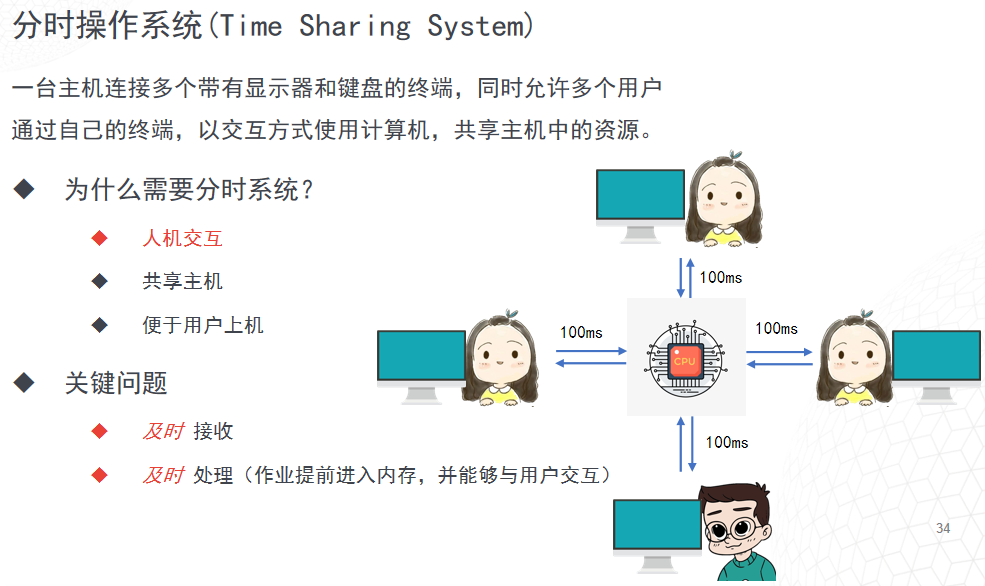 分时操作系统(Time Sharing System)
一台主机连接多个带有显示器和键盘的终端，同时允许多个用户
通过自己的终端，以交互方式使用计算机，共享主机中的资源。
为什么需要分时系统？
人机交互
共享主机
便于用户上机
关键问题
及时 接收
及时 处理（作业提前进入内存，并能够与用户交互）
100ms
100ms
100ms
CPU
100ms
34